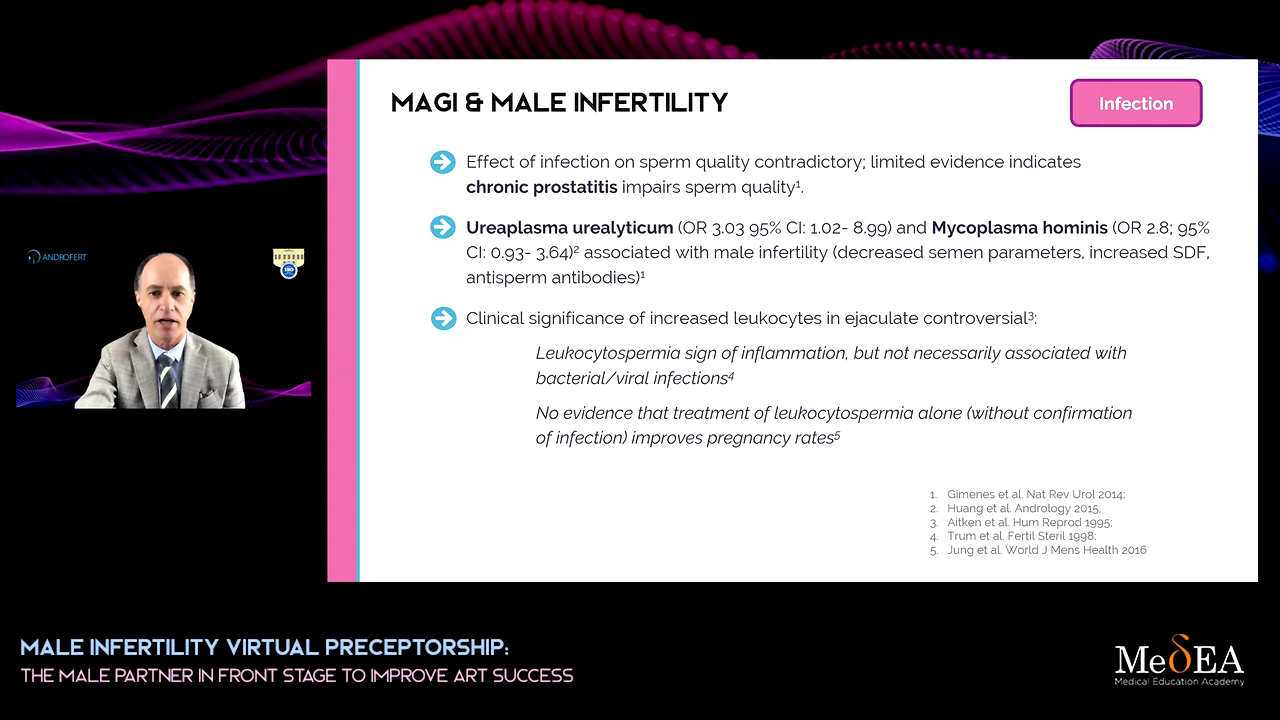 MAGI & MALE INFERTILITY
Infection
Effect of infection on sperm quality contradictory; limited evidence indicates
chronic prostatitis impairs sperm quality¹.
Ureaplasma urealyticum (OR 3.03 95% CI: 1.02- 8.99) and Mycoplasma hominis (OR 2.8; 95%
CI: 0.93- 3.64)² associated with male infertility (decreased semen parameters, increased SDF,
antisperm antibodies)¹
Clinical significance of increased leukocytes in ejaculate controversial³:
Leukocytospermia sign of inflammation, but not necessarily associated with
bacterial/viral infections⁴
No evidence that treatment of leukocytospermia alone (without confirmation
of infection) improves pregnancy rates⁵
1. Gimenes et al. Nat Rev Urol 2014;
2. Huang et al. Andrology 2015;
3. Aitken et al. Hum Reprod 1995;
4. Trum et al. Fertil Steril 1998;
5. Jung et al. World J Mens Health 2016
ANDROFERT
ISO
MALE INFERTILITY VIRTUAL PRECEPTORSHIP:
THE MALE PARTNER IN FRONT STAGE TO IMPROVE ART SUCCESS
MeδEA
Medical Education Academy